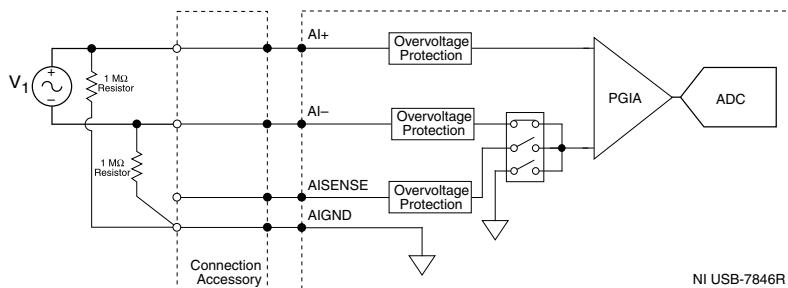 AI+
Overvoltage
Protection
+
V1
−
1 MΩ
Resistor
PGIA
ADC
AI−
Overvoltage
Protection
1 MΩ
Resistor
AISENSE
Overvoltage
Protection
AIGND
Connection
Accessory
NI USB-7846R